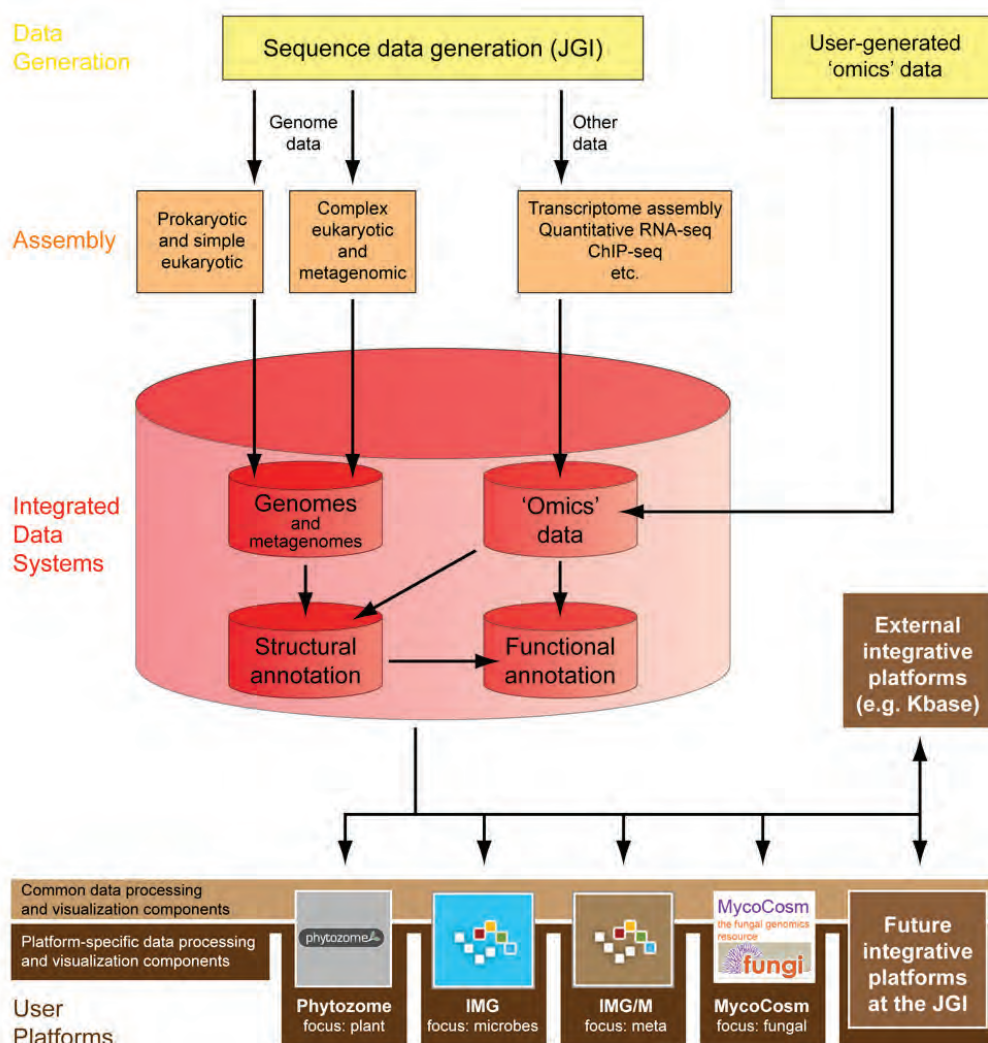 Data
Generation
Sequence data generation (JGI)
User-generated
‘omics’ data
Genome
data
Other
data
Assembly
Prokaryotic
and simple
eukaryotic
Complex
eukaryotic
and
metagenomic
Transcriptome assembly
Quantitative RNA-seq
ChIP-seq
etc.
Integrated
Data
Systems
Genomes
and
metagenomes
‘Omics’
data
Structural
annotation
Functional
annotation
External
integrative
platforms
(e.g. Kbase)
Common data processing
and visualization components
Platform-specific data processing
and visualization components
User
Platforms
phytozome
Phytozome
focus: plant
IMG
focus: microbes
IMG/M
focus: meta
MycoCosm
the fungal genomics
resource
fungi
MycoCosm
focus: fungal
Future
integrative
platforms
at the JGI